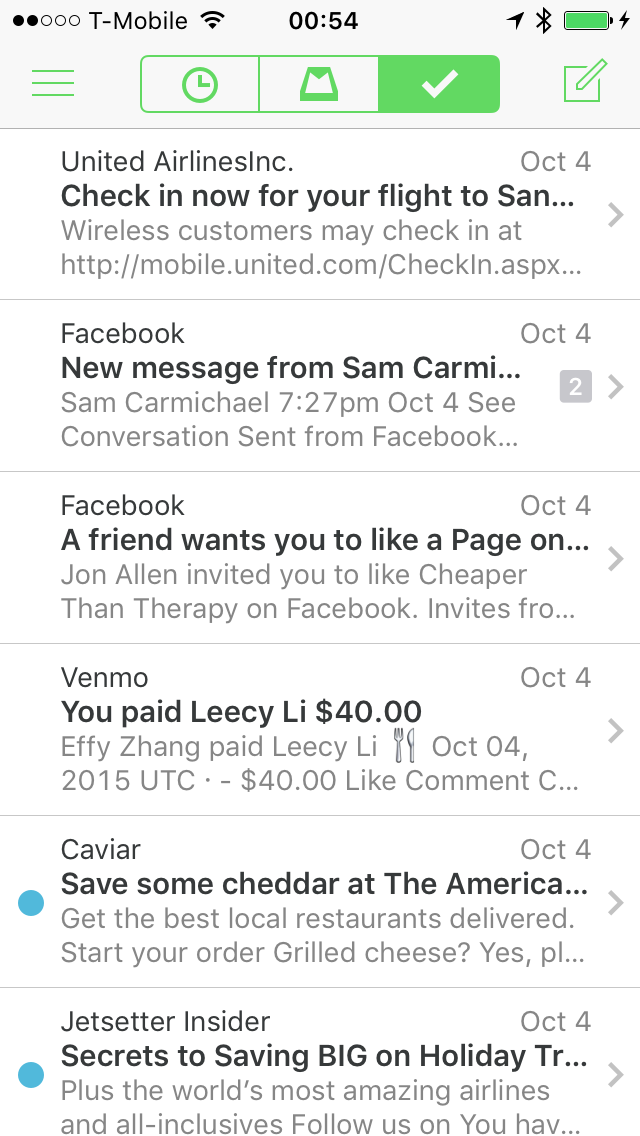 T-Mobile 00:54
United AirlinesInc. Oct 4
Check in now for your flight to San...
Wireless customers may check in at
http://mobile.united.com/CheckIn.aspx...
Facebook Oct 4
New message from Sam Carmi...
2
Sam Carmichael 7:27pm Oct 4 See
Conversation Sent from Facebook...
Facebook Oct 4
A friend wants you to like a Page on...
Jon Allen invited you to like Cheaper
Than Therapy on Facebook. Invites fro...
Venmo Oct 4
You paid Leecy Li $40.00
Effy Zhang paid Leecy Li 🍴 Oct 04,
2015 UTC · - $40.00 Like Comment C...
Caviar Oct 4
Save some cheddar at The America...
Get the best local restaurants delivered.
Start your order Grilled cheese? Yes, pl...
Jetsetter Insider Oct 4
Secrets to Saving BIG on Holiday Tr...
Plus the world's most amazing airlines
and all-inclusives Follow us on You hav...